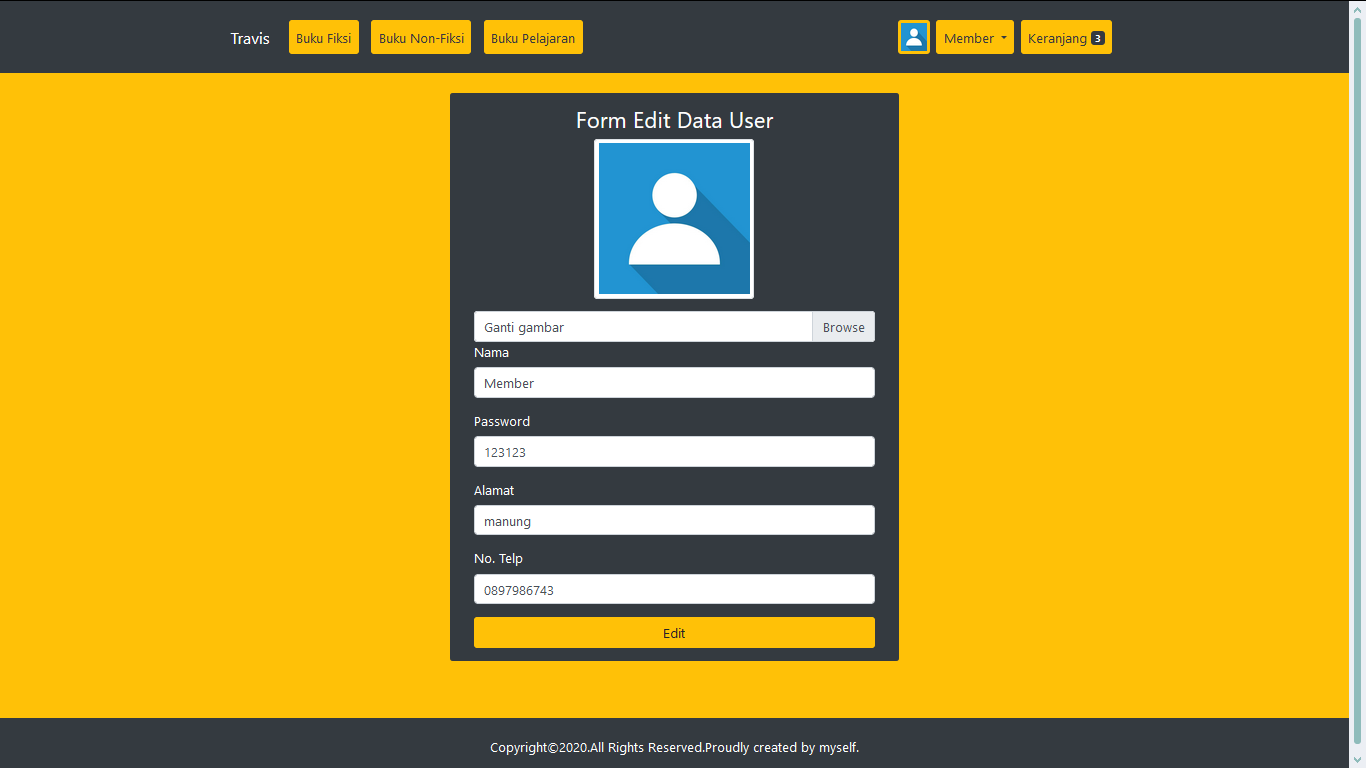 Travis Buku Fiksi Buku Non-Fiksi Buku Pelajaran Member Keranjang 3
Form Edit Data User
Ganti gambar Browse
Nama
Member
Password
123123
Alamat
manung
No. Telp
0897986743
Edit
Copyright©2020.All Rights Reserved.Proudly created by myself.